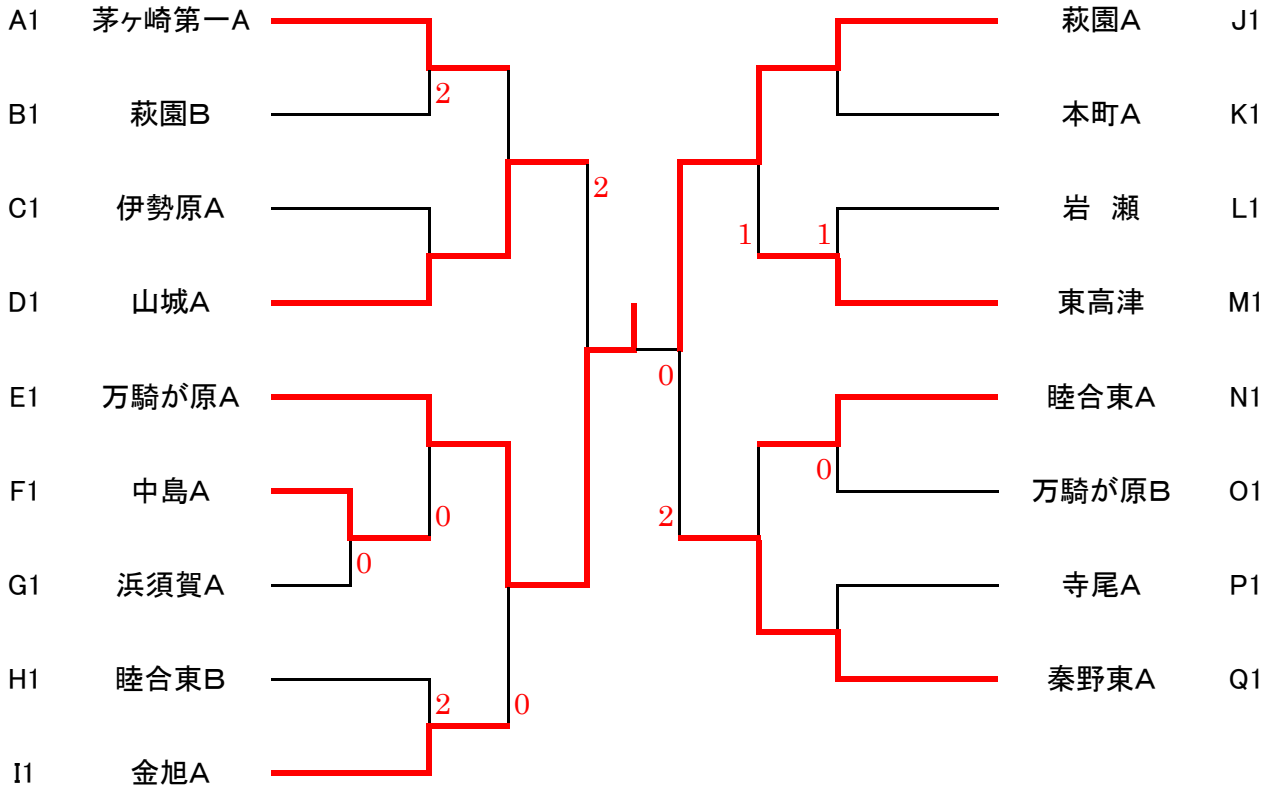 A1 茅ヶ崎第一A 萩園A J1
2
B1 萩園B 本町A K1
C1 伊勢原A 2 岩　瀬 L1
1 1
D1 山城A 東高津 M1
0
E1 万騎が原A 睦合東A N1
0
F1 中島A 万騎が原B O1
0 2
0
G1 浜須賀A 寺尾A P1
H1 睦合東B 秦野東A Q1
2 0
I1 金旭A